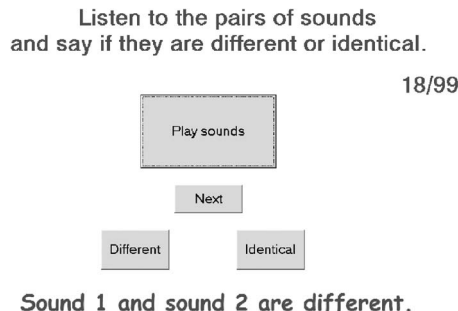 Listen to the pairs of sounds
and say if they are different or identical.
18/99
Play sounds
Next
Different
Identical
Sound 1 and sound 2 are different.